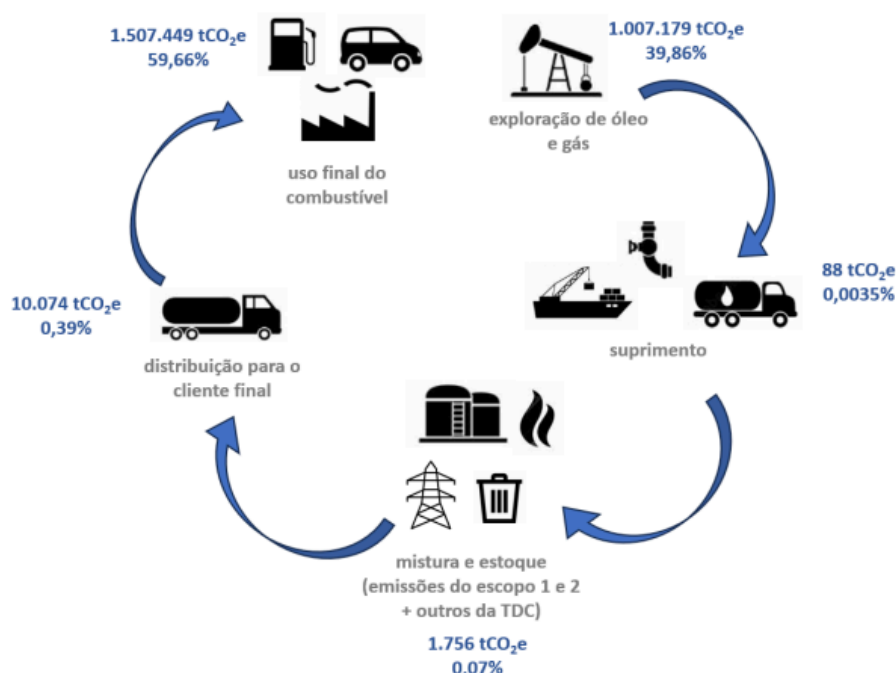 1.507.449 tCO₂e
59,66%
uso final do
combustível
1.007.179 tCO₂e
39,86%
exploração de óleo
e gás
88 tCO₂e
0,0035%
suprimento
10.074 tCO₂e
0,39%
distribuição para o
cliente final
mistura e estoque
(emissões do escopo 1 e 2
+ outros da TDC)
1.756 tCO₂e
0,07%